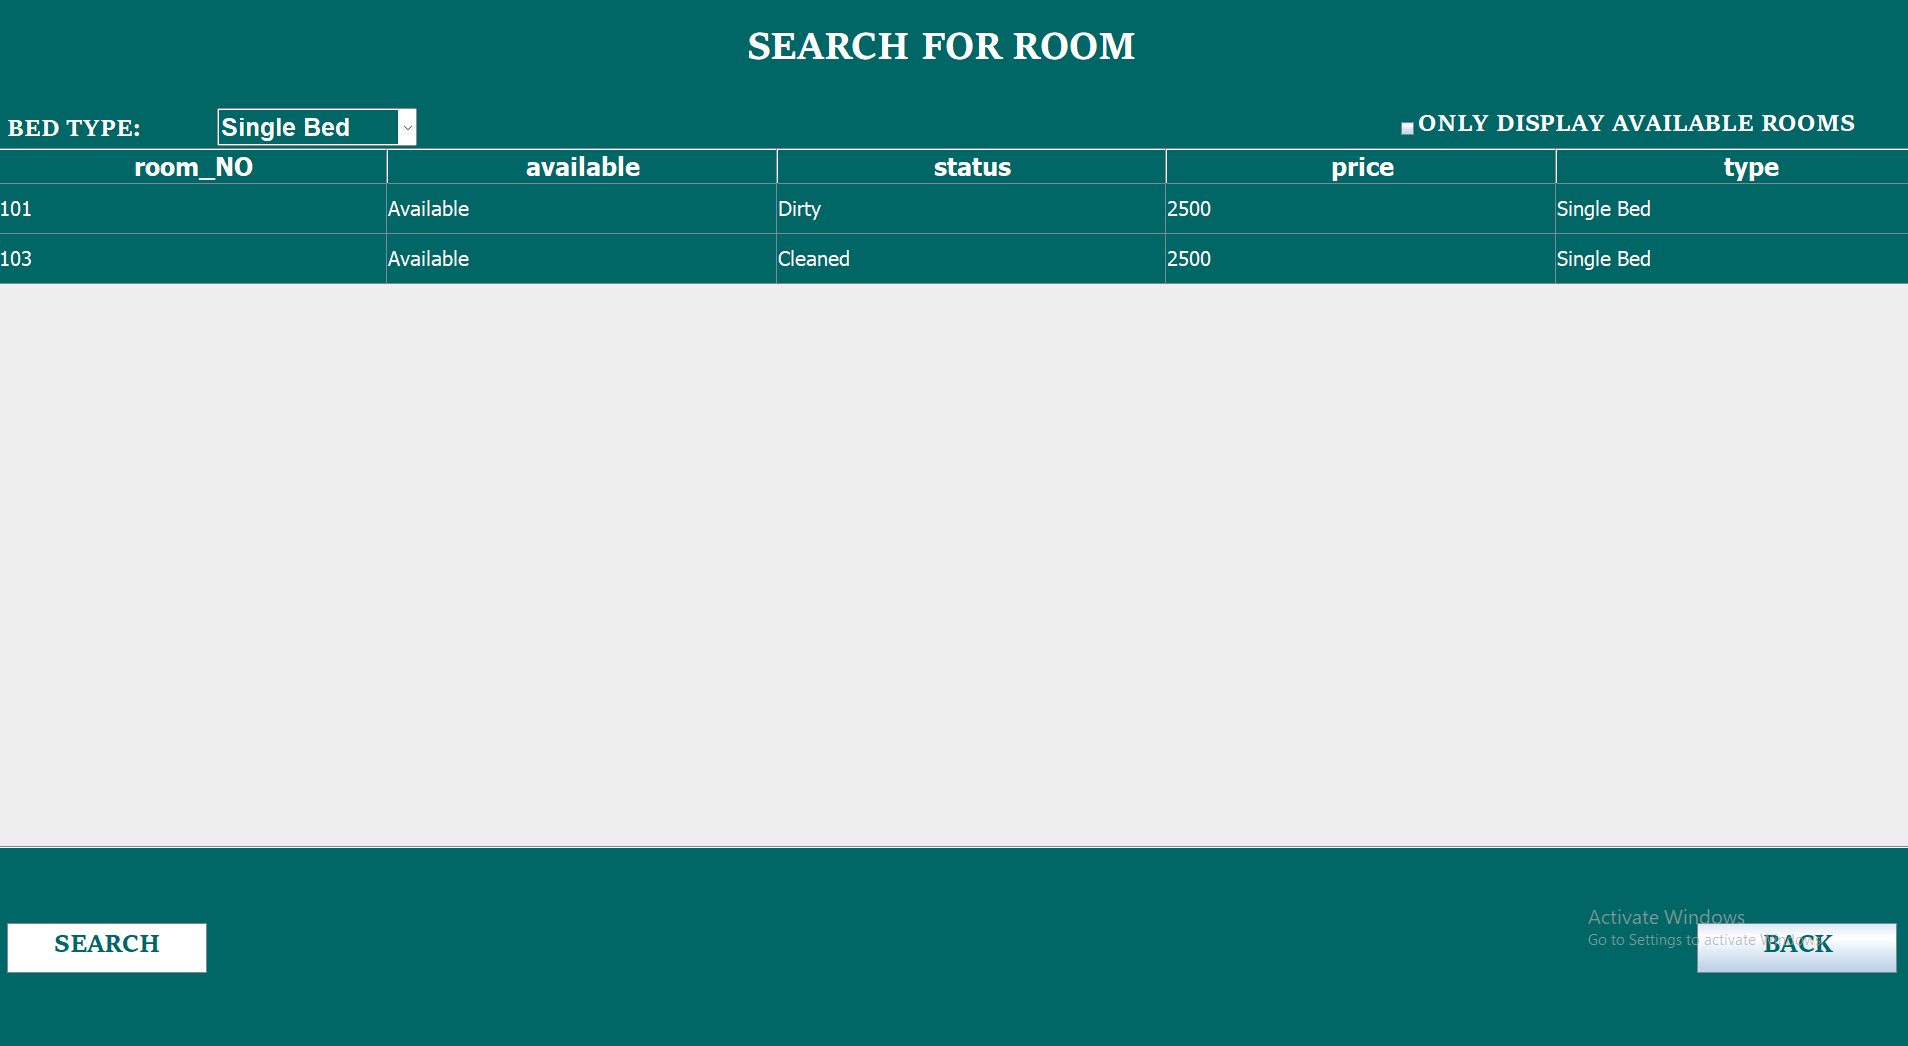 SEARCH FOR ROOM
BED TYPE: Single Bed ONLY DISPLAY AVAILABLE ROOMS
room_NO available status price type
101 Available Dirty 2500 Single Bed
103 Available Cleaned 2500 Single Bed
Activate Windows
Go to Settings to activate Windows.
SEARCH BACK